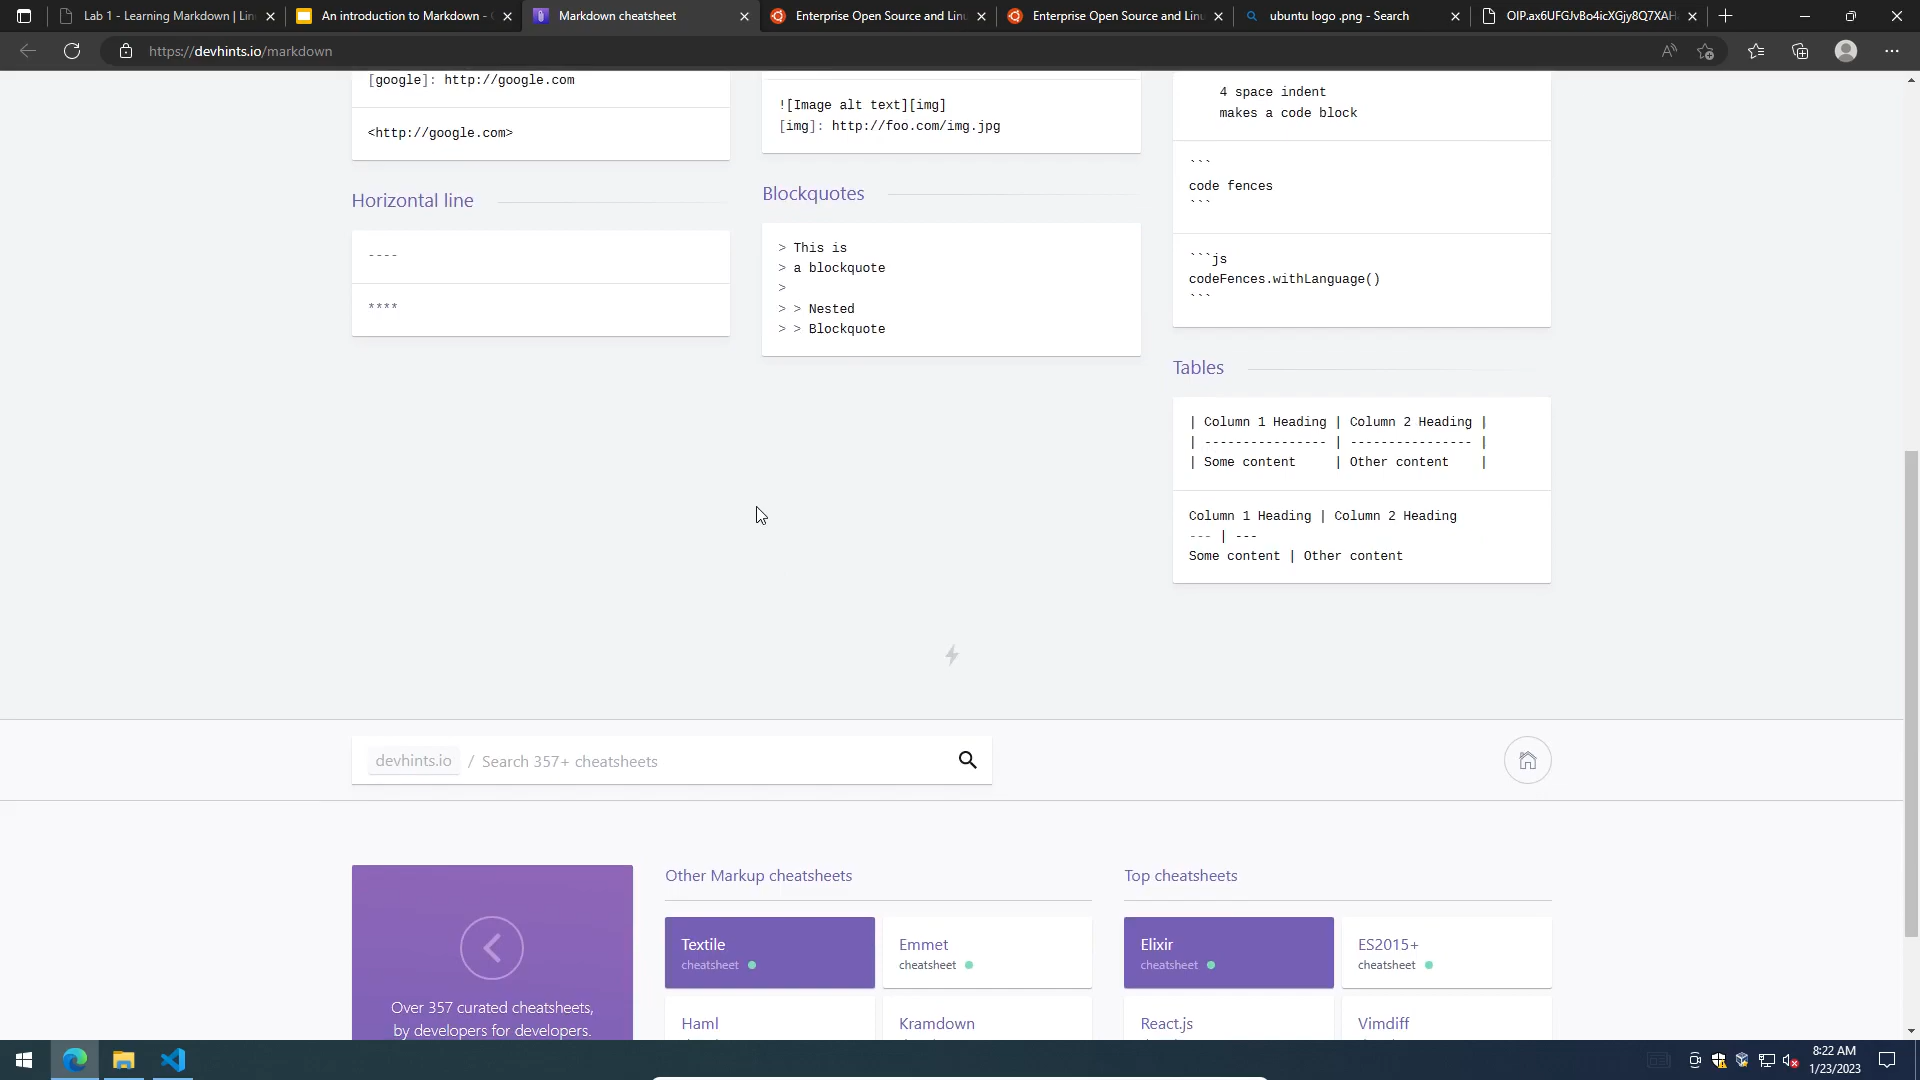 Lab 1 - Learning Markdown | Lin
An introduction to Markdown -
Markdown cheatsheet
Enterprise Open Source and Linu
Enterprise Open Source and Linu
ubuntu logo .png - Search
OIP.ax6UFGJvBo4icXGjy8Q7XAHa
https://devhints.io/markdown
[google]: http://google.com
<http://google.com>
Horizontal line
----
****
![Image alt text][img]
[img]: http://foo.com/img.jpg
Blockquotes
> This is
> a blockquote
>
> > Nested
> > Blockquote
4 space indent
makes a code block
```
code fences
```
```js
codeFences.withLanguage()
```
Tables
| Column 1 Heading | Column 2 Heading |
| ---------------- | ---------------- |
| Some content     | Other content    |
Column 1 Heading | Column 2 Heading
--- | ---
Some content | Other content
devhints.io / Search 357+ cheatsheets
Over 357 curated cheatsheets,
by developers for developers.
Other Markup cheatsheets
Textile
cheatsheet
Emmet
cheatsheet
Haml
Kramdown
Top cheatsheets
Elixir
cheatsheet
ES2015+
cheatsheet
React.js
Vimdiff
8:22 AM
1/23/2023